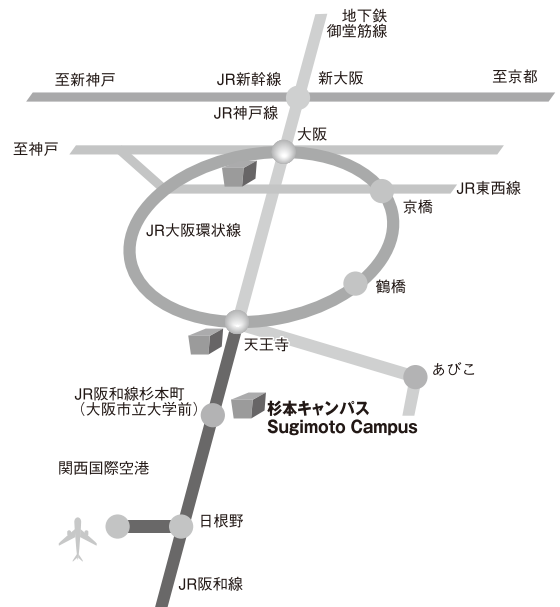 地下鉄
御堂筋線
至新神戸
JR新幹線
新大阪
至京都
JR神戸線
大阪
至神戸
JR東西線
京橋
JR大阪環状線
鶴橋
天王寺
あびこ
JR阪和線杉本町
（大阪市立大学前）
杉本キャンパス
Sugimoto Campus
関西国際空港
日根野
JR阪和線